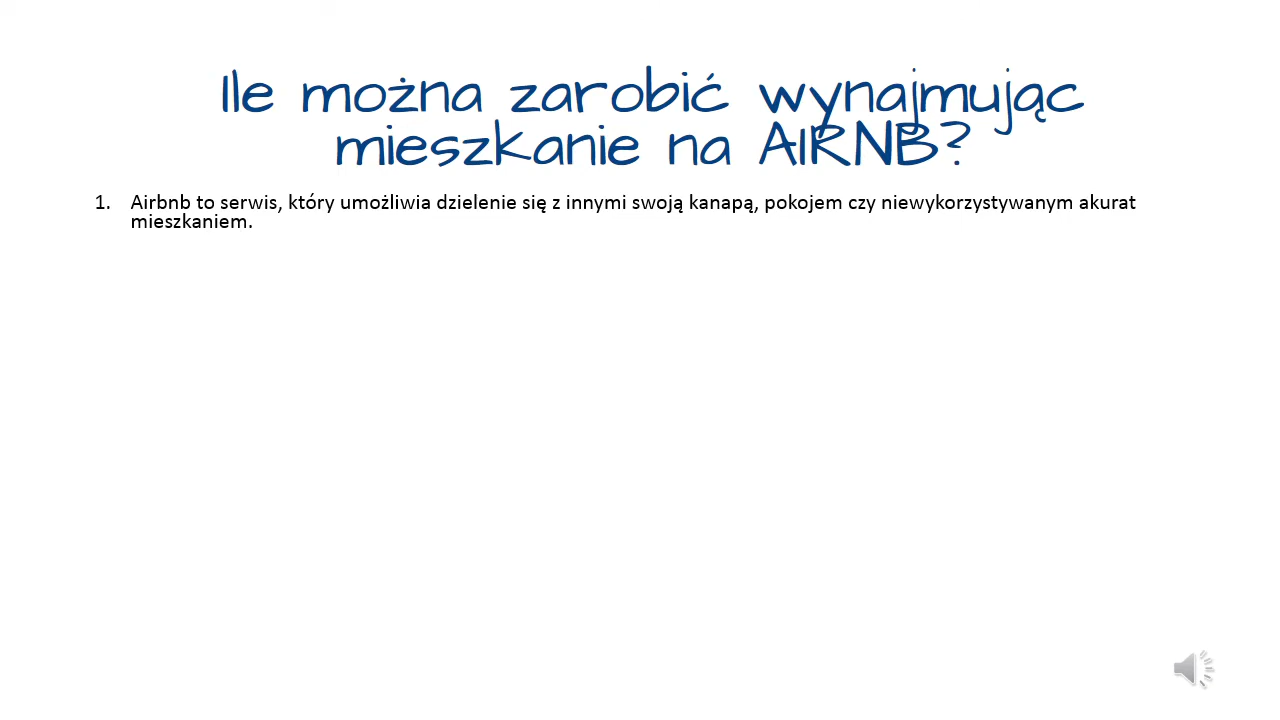 Ile można zarobić wynajmując
mieszkanie na AIRNB?
1. Airbnb to serwis, który umożliwia dzielenie się z innymi swoją kanapą, pokojem czy niewykorzystywanym akurat
mieszkaniem.